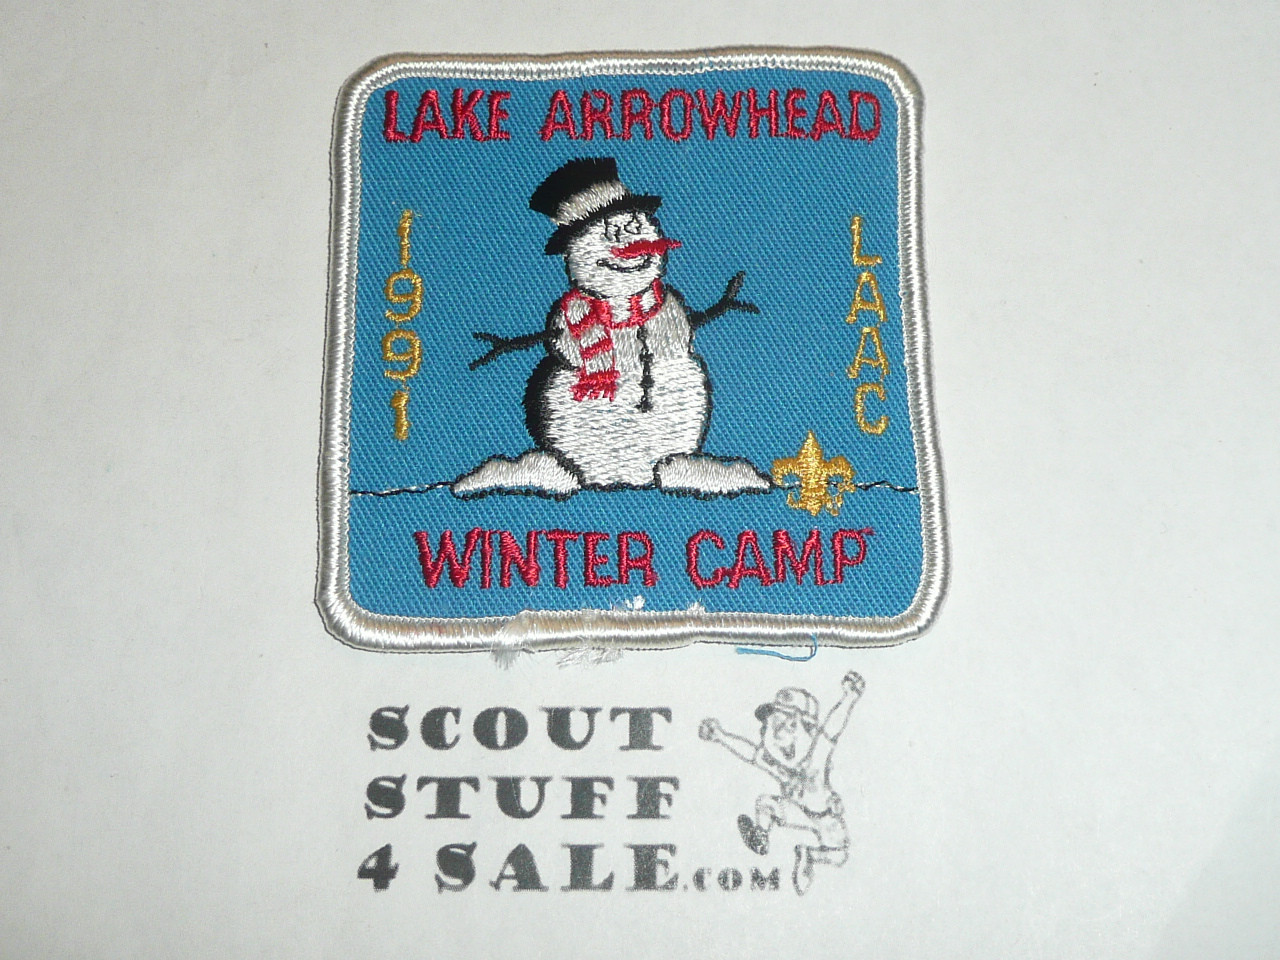 LAKE ARROWHEAD
1991
LAAC
WINTER CAMP
SCOUT
STUFF
4 SALE.COM